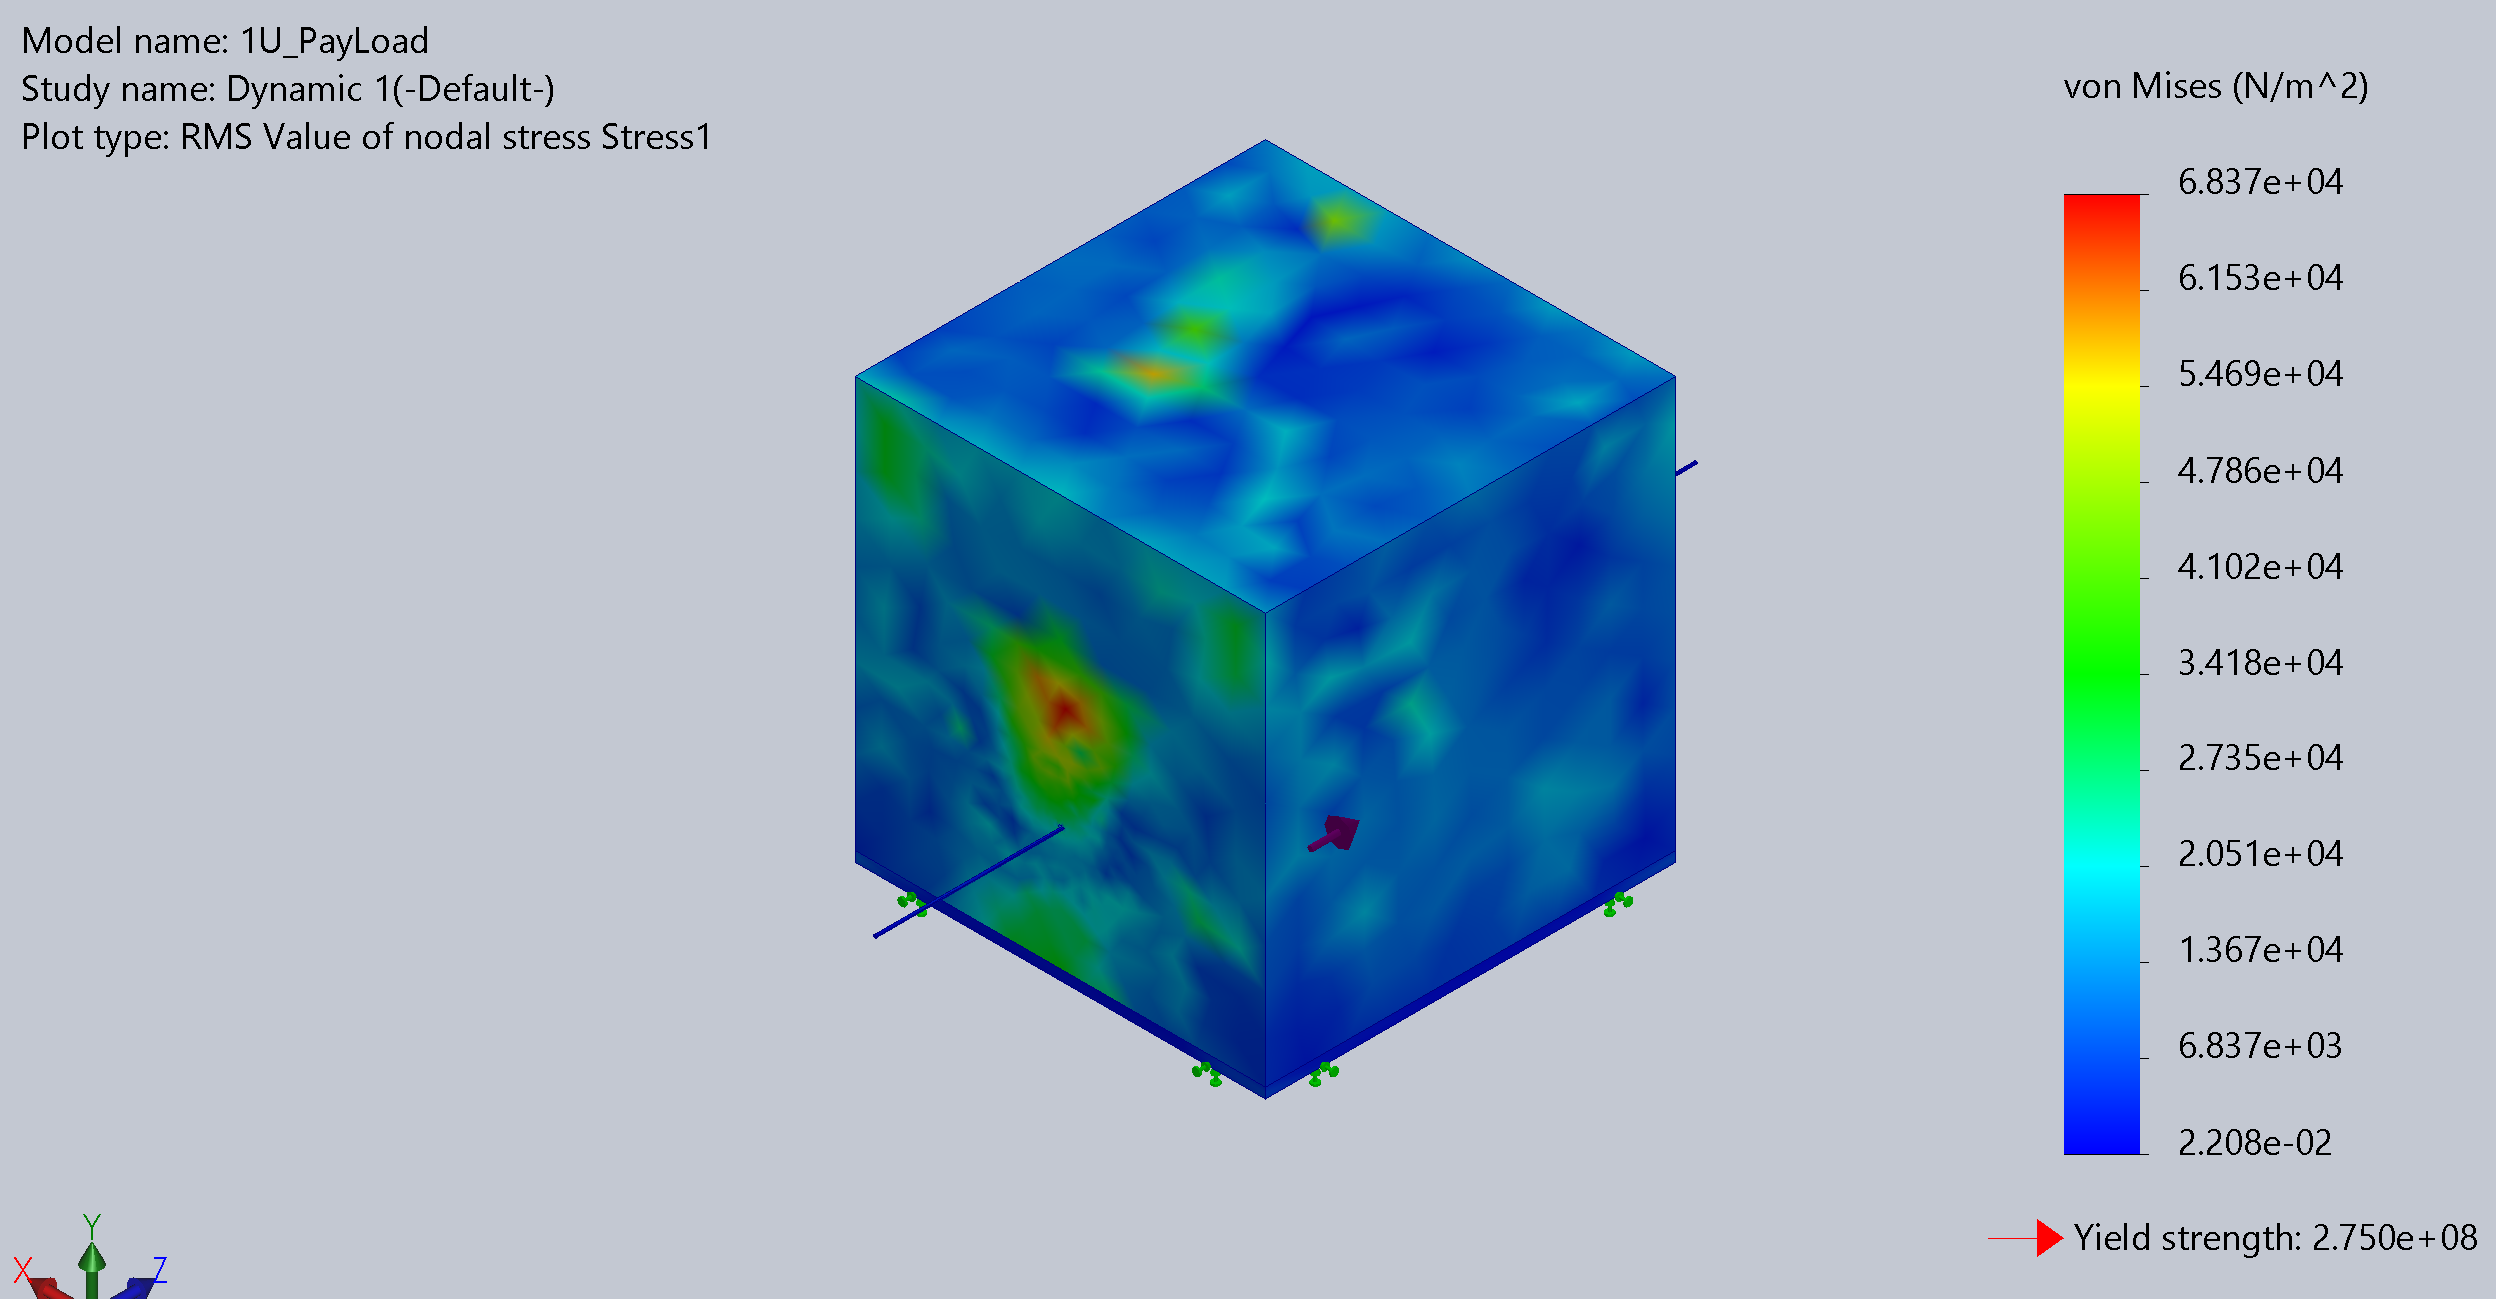 Model name: 1U_PayLoad
Study name: Dynamic 1(-Default-)
Plot type: RMS Value of nodal stress Stress1
von Mises (N/m^2)
6.837e+04
6.153e+04
5.469e+04
4.786e+04
4.102e+04
3.418e+04
2.735e+04
2.051e+04
1.367e+04
6.837e+03
2.208e-02
Yield strength: 2.750e+08
Y
X
Z